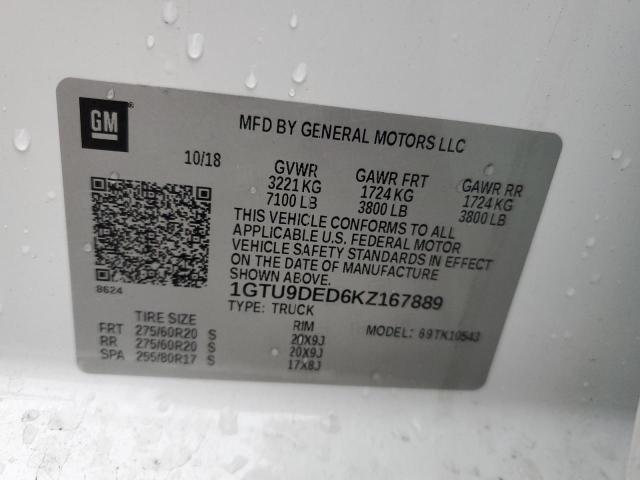 GM
MFD BY GENERAL MOTORS LLC
10/18
GVWR
3221 KG
7100 LB
GAWR FRT
1724 KG
3800 LB
GAWR RR
1724 KG
3800 LB
THIS VEHICLE CONFORMS TO ALL
APPLICABLE U.S. FEDERAL MOTOR
VEHICLE SAFETY STANDARDS IN EFFECT
ON THE DATE OF MANUFACTURE
SHOWN ABOVE.
8624
1GTU9DED6KZ167889
TYPE: TRUCK
MODEL: 69TK10543
TIRE SIZE RIM
FRT 275/60R20 S 20X9J
RR 275/60R20 S 20X9J
SPA 255/80R17 S 17X8J